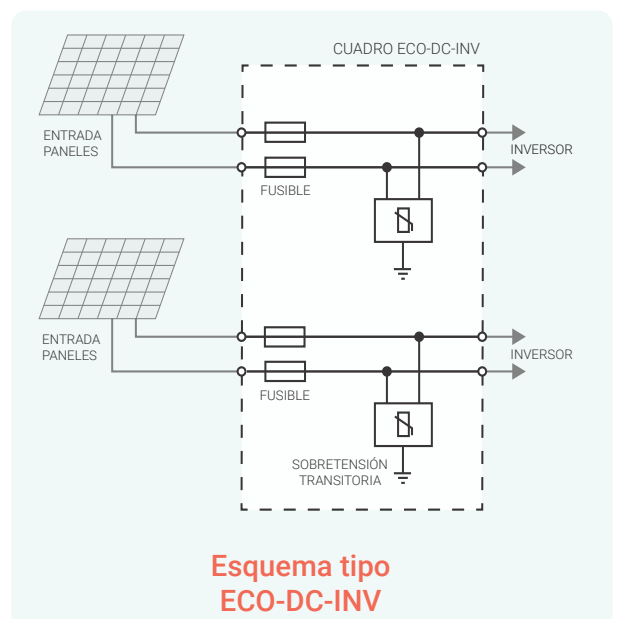 CUADRO ECO-DC-INV
ENTRADA
PANELES
INVERSOR
FUSIBLE
ENTRADA
PANELES
INVERSOR
FUSIBLE
SOBRETENSIÓN
TRANSITORIA
Esquema tipo
ECO-DC-INV